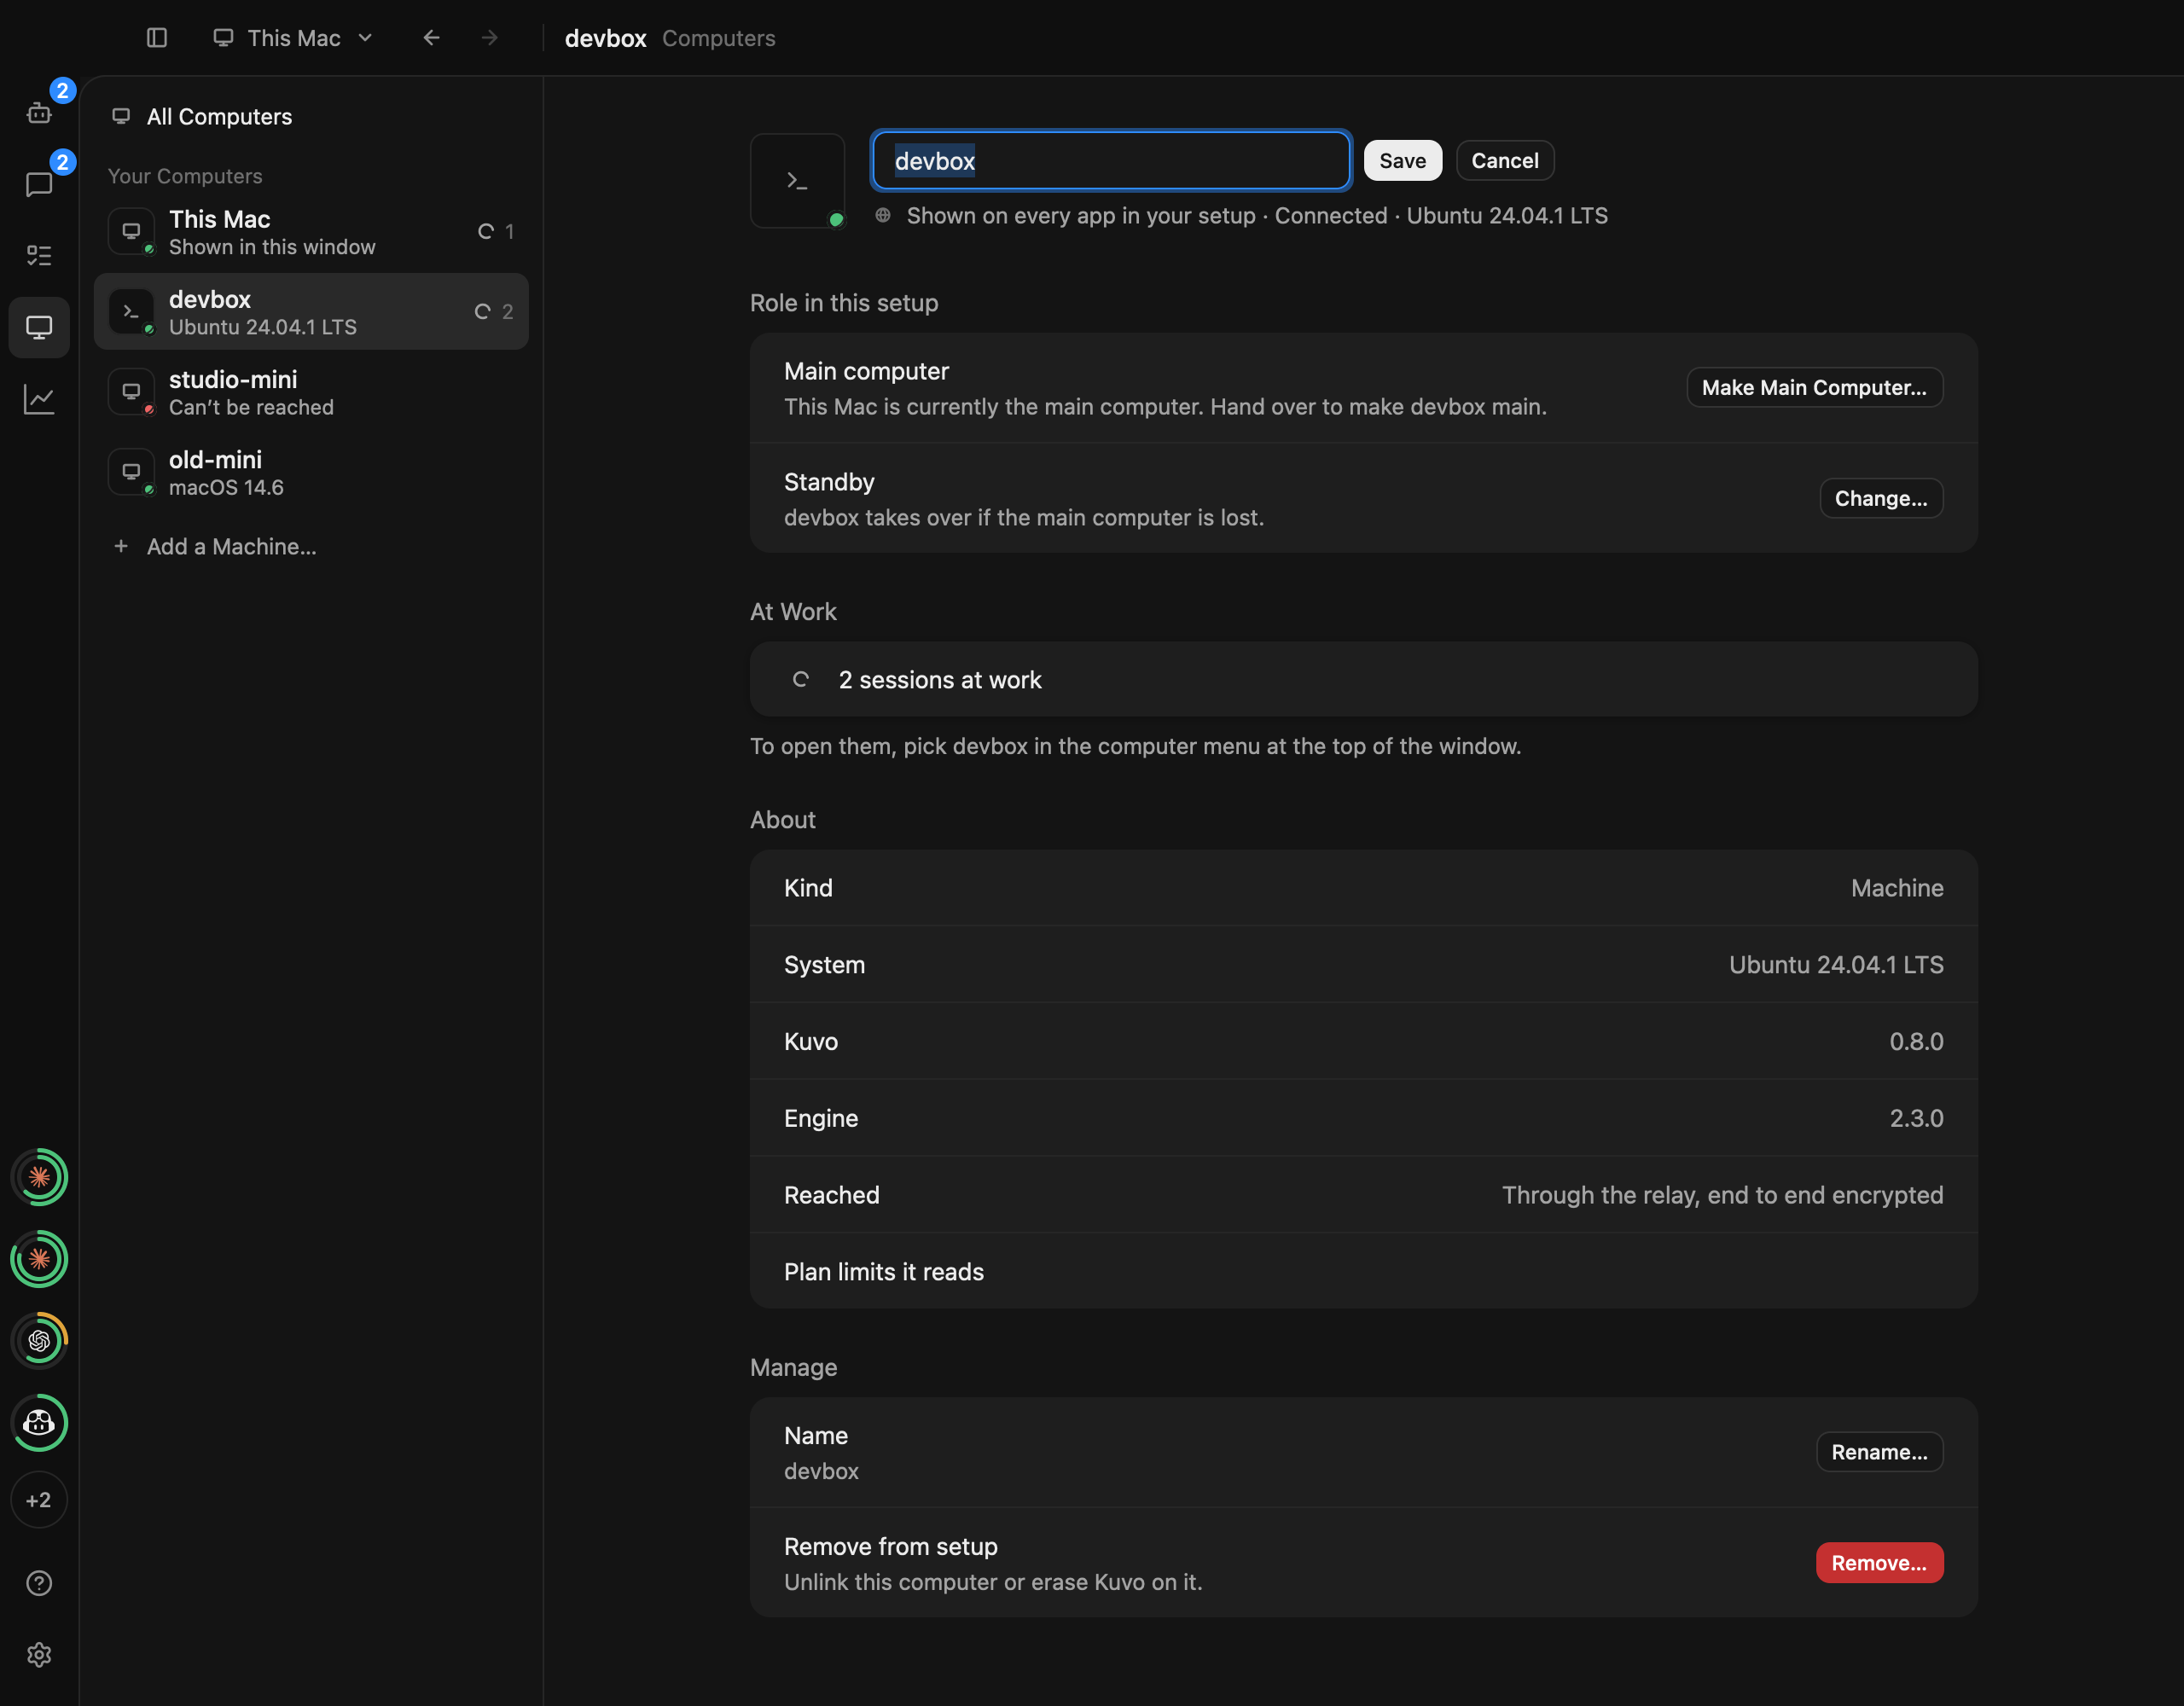 This Mac
devbox Computers
2
2
All Computers
Your Computers
This Mac
Shown in this window
1
devbox
Ubuntu 24.04.1 LTS
2
studio-mini
Can’t be reached
old-mini
macOS 14.6
+ Add a Machine...
+2
>_
devbox
Save
Cancel
Shown on every app in your setup · Connected · Ubuntu 24.04.1 LTS
Role in this setup
Main computer
This Mac is currently the main computer. Hand over to make devbox main.
Make Main Computer...
Standby
devbox takes over if the main computer is lost.
Change...
At Work
2 sessions at work
To open them, pick devbox in the computer menu at the top of the window.
About
Kind
Machine
System
Ubuntu 24.04.1 LTS
Kuvo
0.8.0
Engine
2.3.0
Reached
Through the relay, end to end encrypted
Plan limits it reads
Manage
Name
devbox
Rename...
Remove from setup
Unlink this computer or erase Kuvo on it.
Remove...